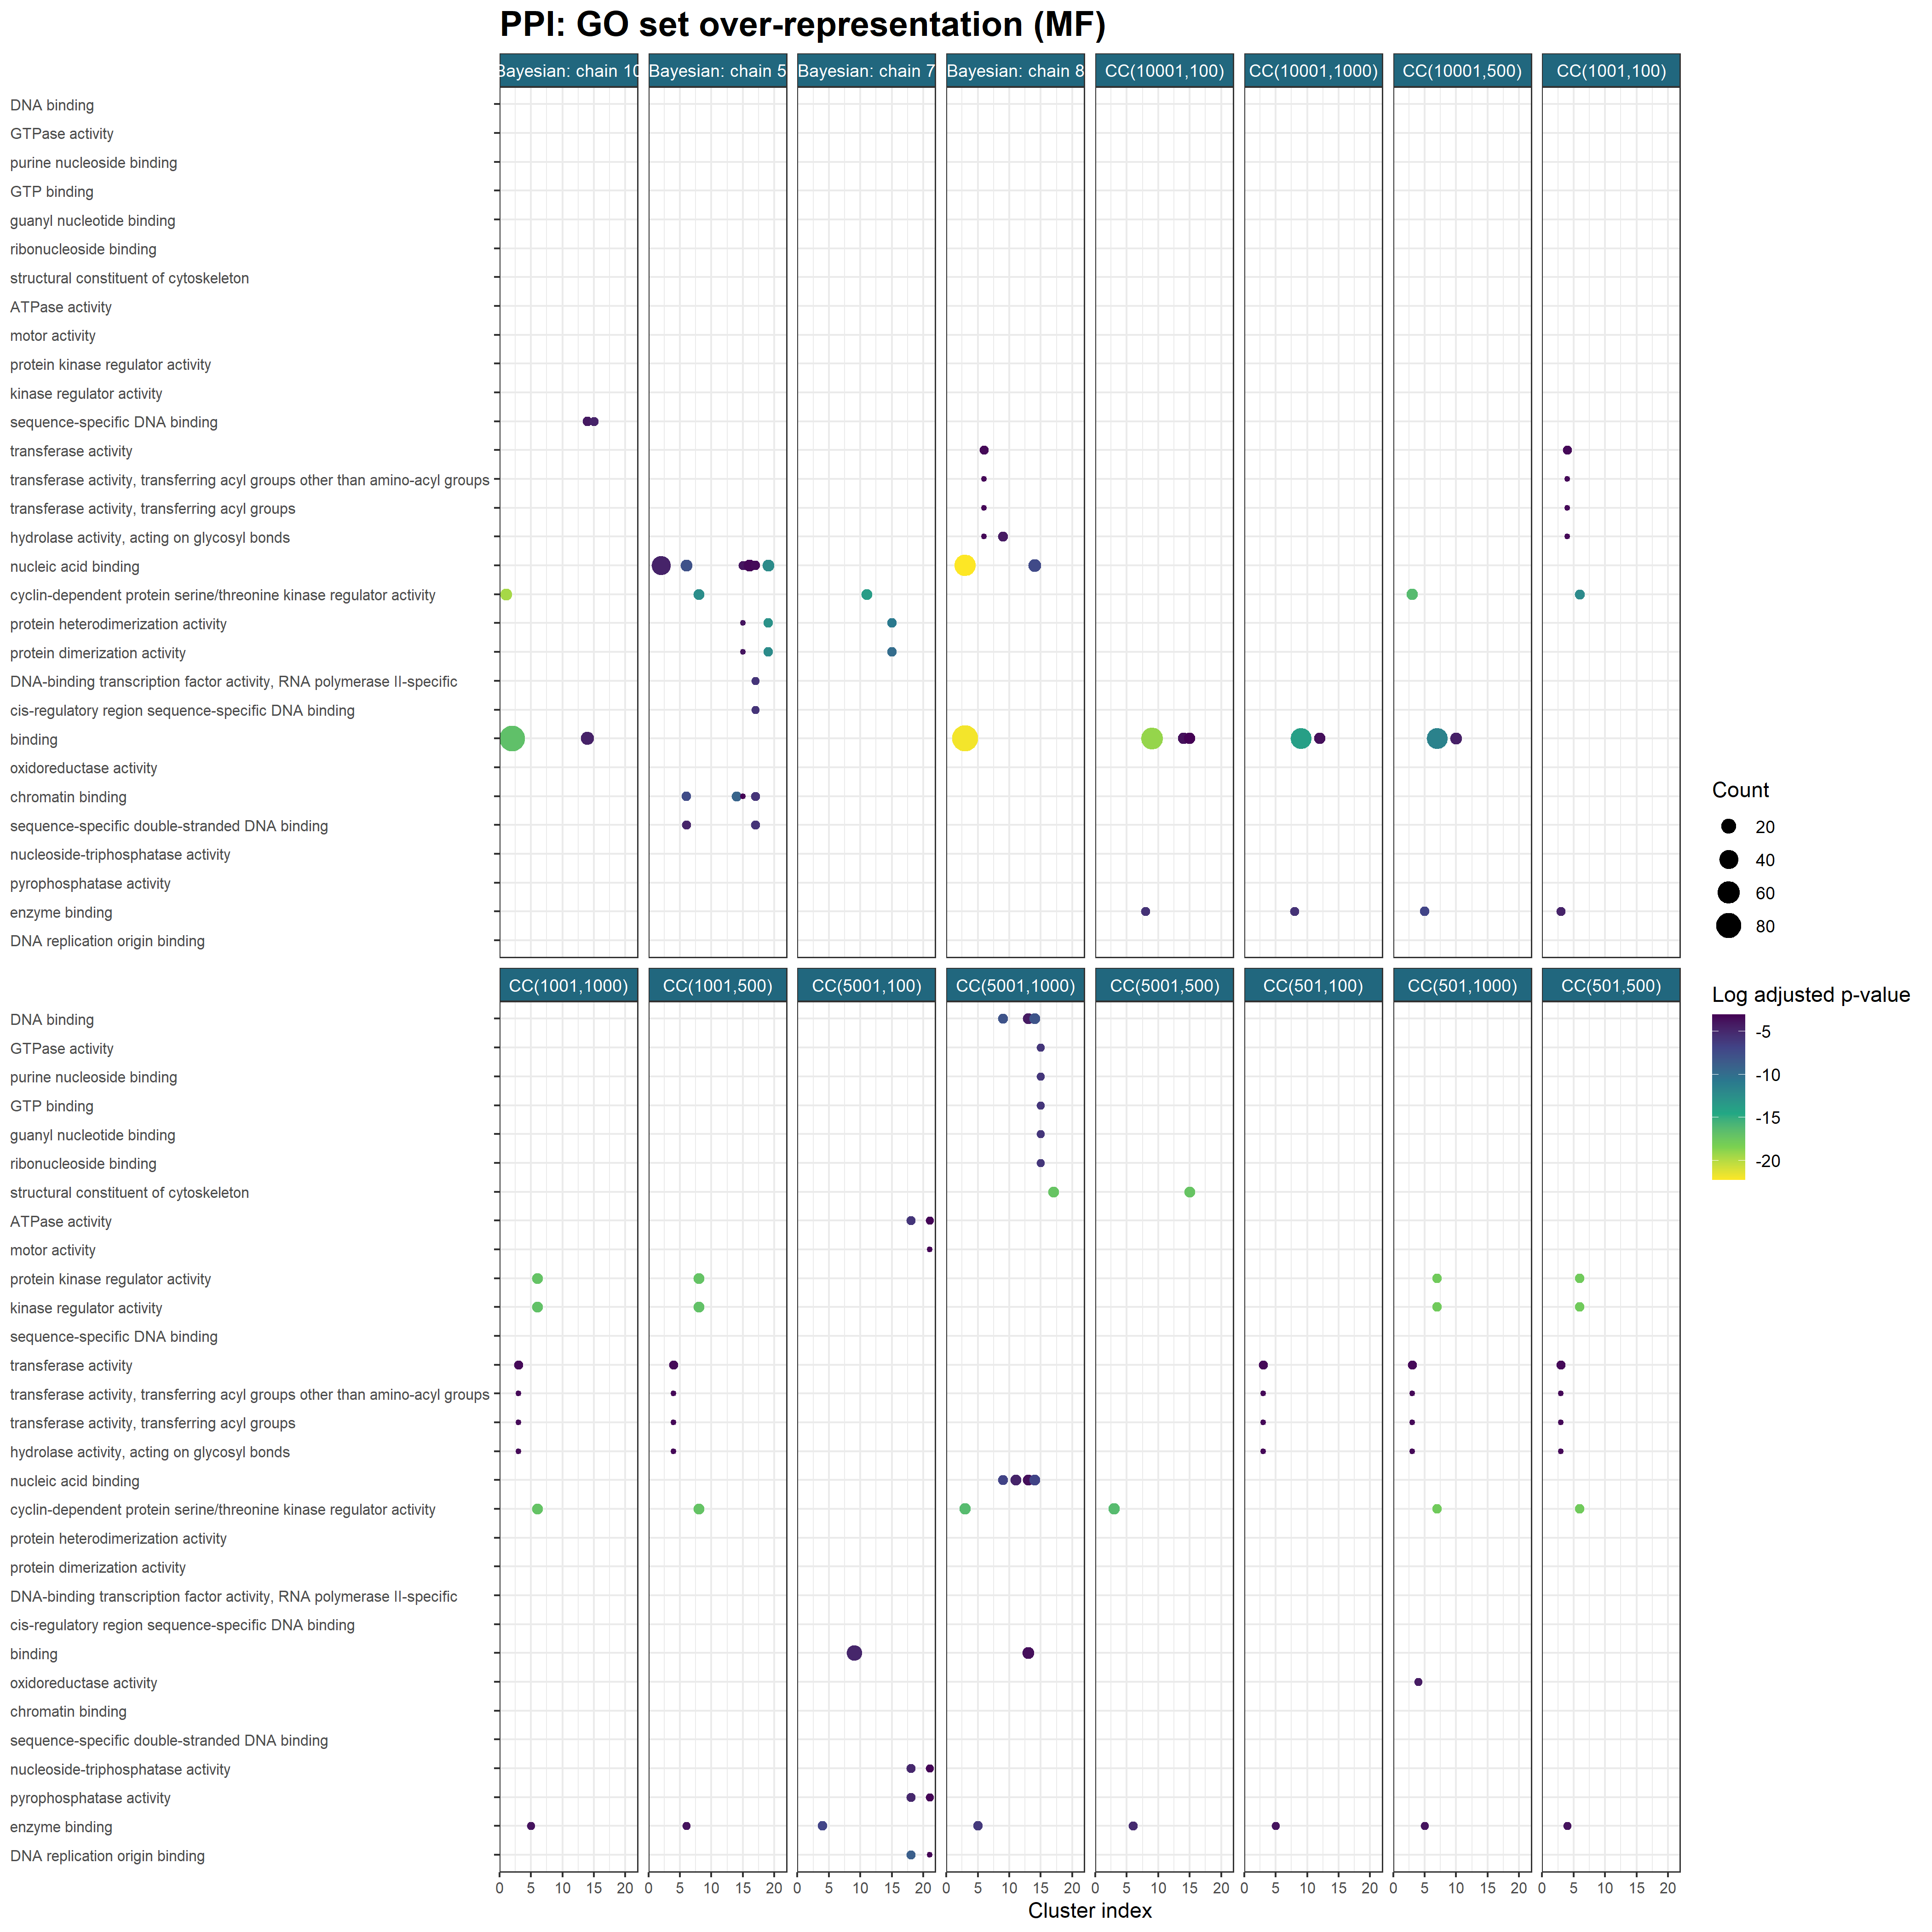 PPI: GO set over-representation (MF)
Bayesian: chain 10 Bayesian: chain 5 Bayesian: chain 7 Bayesian: chain 8 CC(10001,100) CC(10001,1000) CC(10001,500) CC(1001,100)
DNA binding
GTPase activity
purine nucleoside binding
GTP binding
guanyl nucleotide binding
ribonucleoside binding
structural constituent of cytoskeleton
ATPase activity
motor activity
protein kinase regulator activity
kinase regulator activity
sequence-specific DNA binding
transferase activity
transferase activity, transferring acyl groups other than amino-acyl groups
transferase activity, transferring acyl groups
hydrolase activity, acting on glycosyl bonds
nucleic acid binding
cyclin-dependent protein serine/threonine kinase regulator activity
protein heterodimerization activity
protein dimerization activity
DNA-binding transcription factor activity, RNA polymerase II-specific
cis-regulatory region sequence-specific DNA binding
binding
oxidoreductase activity
chromatin binding
sequence-specific double-stranded DNA binding
nucleoside-triphosphatase activity
pyrophosphatase activity
enzyme binding
DNA replication origin binding
CC(1001,1000) CC(1001,500) CC(5001,100) CC(5001,1000) CC(5001,500) CC(501,100) CC(501,1000) CC(501,500)
DNA binding
GTPase activity
purine nucleoside binding
GTP binding
guanyl nucleotide binding
ribonucleoside binding
structural constituent of cytoskeleton
ATPase activity
motor activity
protein kinase regulator activity
kinase regulator activity
sequence-specific DNA binding
transferase activity
transferase activity, transferring acyl groups other than amino-acyl groups
transferase activity, transferring acyl groups
hydrolase activity, acting on glycosyl bonds
nucleic acid binding
cyclin-dependent protein serine/threonine kinase regulator activity
protein heterodimerization activity
protein dimerization activity
DNA-binding transcription factor activity, RNA polymerase II-specific
cis-regulatory region sequence-specific DNA binding
binding
oxidoreductase activity
chromatin binding
sequence-specific double-stranded DNA binding
nucleoside-triphosphatase activity
pyrophosphatase activity
enzyme binding
DNA replication origin binding
0 5 10 15 20 0 5 10 15 20 0 5 10 15 20 0 5 10 15 20 0 5 10 15 20 0 5 10 15 20 0 5 10 15 20 0 5 10 15 20
Cluster index
Count
20
40
60
80
Log adjusted p-value
-5
-10
-15
-20